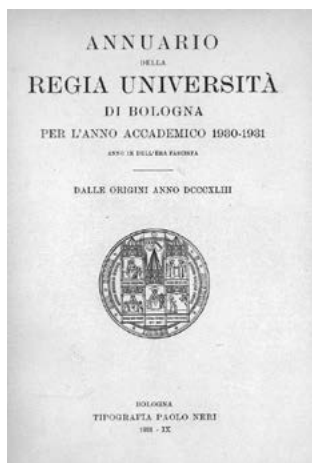 ANNUARIO
DELLA
REGIA UNIVERSITÀ
DI BOLOGNA
PER L'ANNO ACCADEMICO 1930-1931
ANNO IX DELL'ERA FASCISTA
DALLE ORIGINI ANNO DCCCXLIII
BOLOGNA
TIPOGRAFIA PAOLO NERI
1931 - IX